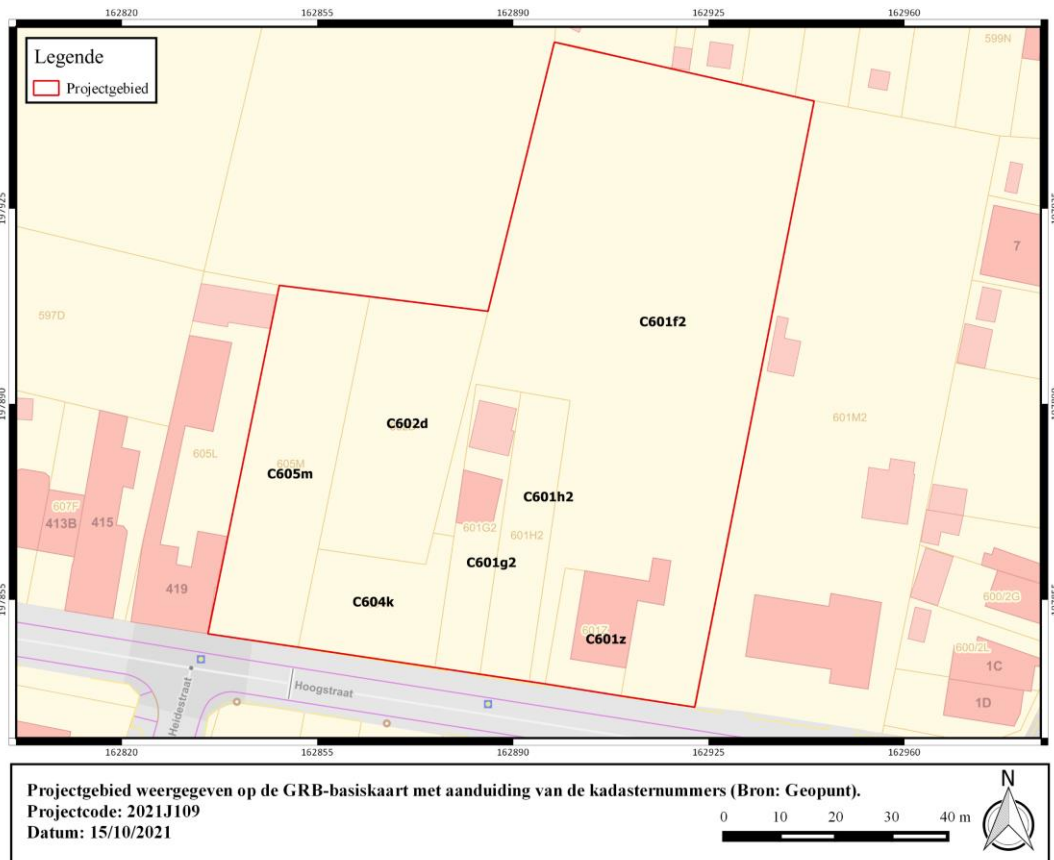 162820 162855 162890 162925 162960
Legende
Projectgebied
599N
197925 197925
7
C601f2
597D
197890 197890
601M2
C602d
605L
605M
C605m
C601h2
607F
413B 415
601G2
601H2
C601g2
197855 197855
419
C604k
600/2G
601Z
C601z
600/2L
1C
1D
Hoogstraat
Heidestraat
162820 162855 162890 162925 162960
Projectgebied weergegeven op de GRB-basiskaart met aanduiding van de kadasternummers (Bron: Geopunt).
Projectcode: 2021J109
Datum: 15/10/2021
0 10 20 30 40 m
N